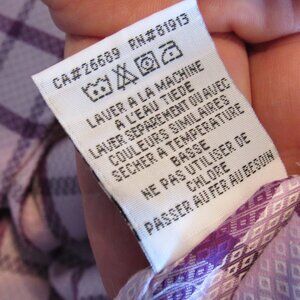 CA#26689 RN#81913
LAVER A LA MACHINE
A L'EAU TIEDE
LAVER SEPAREMENT OU AVEC
COULEURS SIMILAIRES
SECHER A TEMPERATURE
BASSE
NE PAS UTILISER DE
CHLORE
PASSER AU FER AU BESOIN